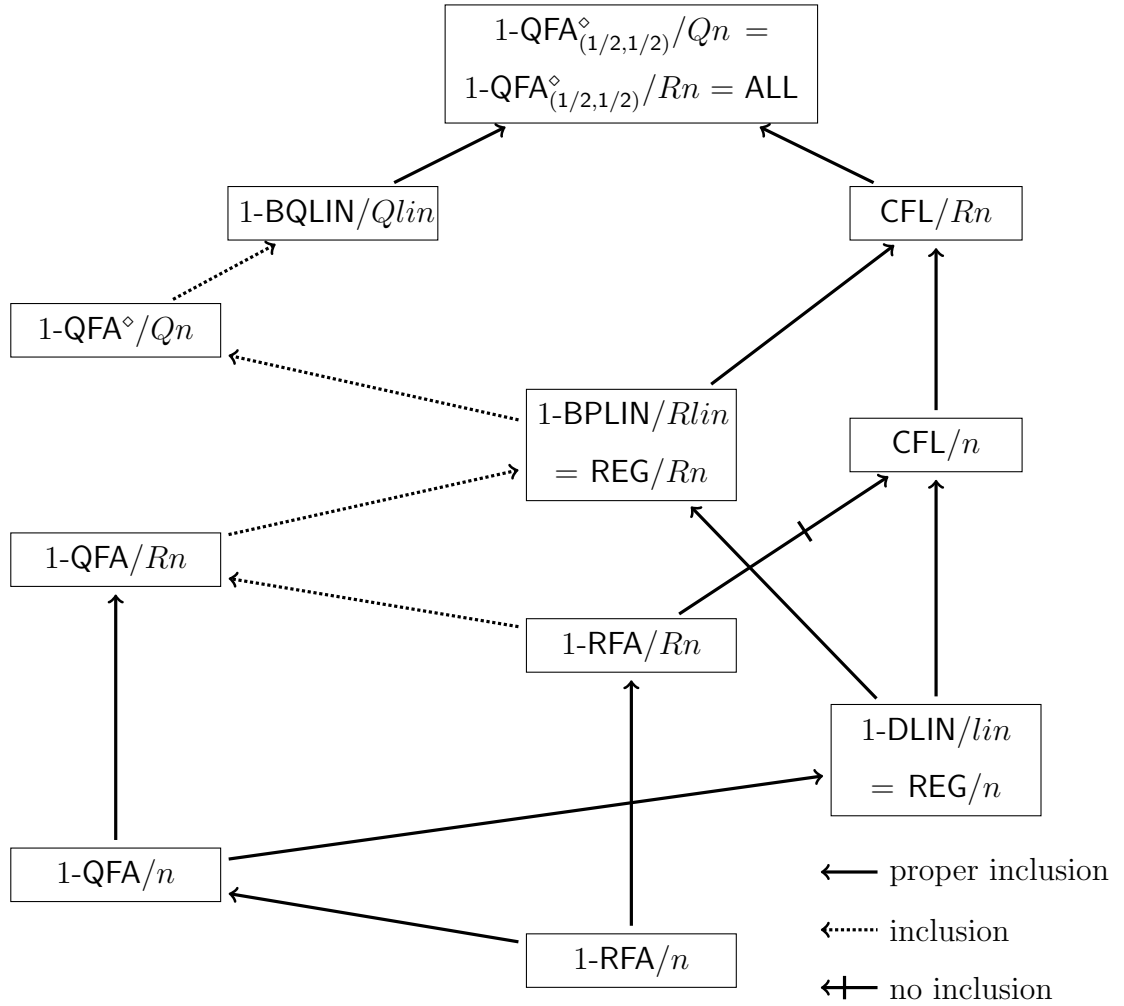 1-QFA⋄(1/2,1/2)/Qn =
1-QFA⋄(1/2,1/2)/Rn = ALL
1-BQLIN/Qlin
CFL/Rn
1-QFA⋄/Qn
1-BPLIN/Rlin
= REG/Rn
CFL/n
1-QFA/Rn
1-RFA/Rn
1-DLIN/lin
= REG/n
1-QFA/n
1-RFA/n
proper inclusion
inclusion
no inclusion